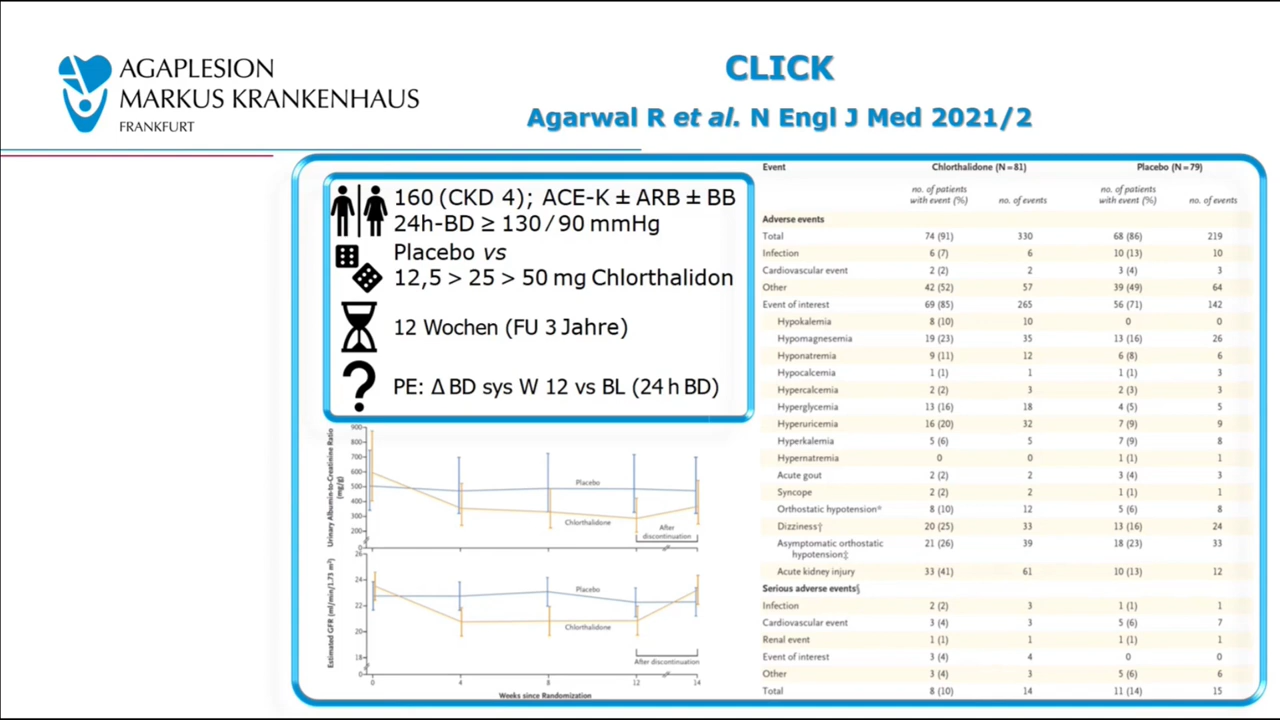 AGAPLESION
MARKUS KRANKENHAUS
FRANKFURT
CLICK
Agarwal R et al. N Engl J Med 2021/2
160 (CKD 4); ACE-K ± ARB ± BB
24h-BD ≥ 130/90 mmHg
Placebo vs
12,5 > 25 > 50 mg Chlorthalidon
12 Wochen (FU 3 Jahre)
PE: Δ BD sys W 12 vs BL (24 h BD)
Urinary Albumin-to-Creatinine Ratio
(mg/g)
900
800
700
600
500
400
300
200
0
Placebo
Chlorthalidone
After
discontinuation
Estimated GFR (ml/min/1.73 m²)
26
24
22
20
18
0
Placebo
Chlorthalidone
After discontinuation
0 4 8 12 14
Weeks since Randomization
Event Chlorthalidone (N=81) Placebo (N=79)
no. of patients
with event (%) no. of events no. of patients
with event (%) no. of events
Adverse events
Total 74 (91) 330 68 (86) 219
Infection 6 (7) 6 10 (13) 10
Cardiovascular event 2 (2) 2 3 (4) 3
Other 42 (52) 57 39 (49) 64
Event of interest 69 (85) 265 56 (71) 142
Hypokalemia 8 (10) 10 0 0
Hypomagnesemia 19 (23) 35 13 (16) 26
Hyponatremia 9 (11) 12 6 (8) 6
Hypocalcemia 1 (1) 1 1 (1) 3
Hypercalcemia 2 (2) 3 2 (3) 3
Hyperglycemia 13 (16) 18 4 (5) 5
Hyperuricemia 16 (20) 32 7 (9) 9
Hyperkalemia 5 (6) 5 7 (9) 8
Hypernatremia 0 0 1 (1) 1
Acute gout 2 (2) 2 3 (4) 3
Syncope 2 (2) 2 1 (1) 1
Orthostatic hypotension* 8 (10) 12 5 (6) 8
Dizziness† 20 (25) 33 13 (16) 24
Asymptomatic orthostatic
hypotension‡ 21 (26) 39 18 (23) 33
Acute kidney injury 33 (41) 61 10 (13) 12
Serious adverse events§
Infection 2 (2) 3 1 (1) 1
Cardiovascular event 3 (4) 3 5 (6) 7
Renal event 1 (1) 1 1 (1) 1
Event of interest 3 (4) 4 0 0
Other 3 (4) 3 5 (6) 6
Total 8 (10) 14 11 (14) 15